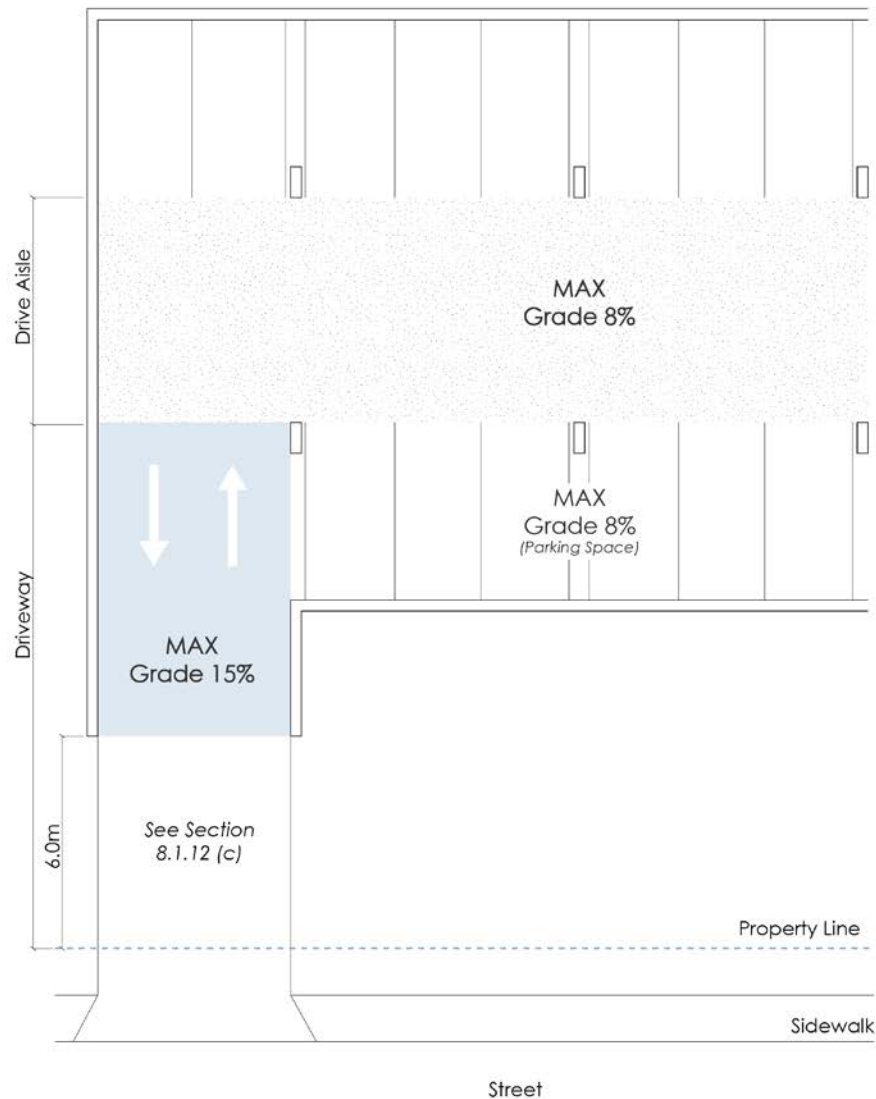 Drive Aisle
MAX
Grade 8%
Driveway
MAX
Grade 8%
(Parking Space)
MAX
Grade 15%
6.0m
See Section
8.1.12 (c)
Property Line
Sidewalk
Street